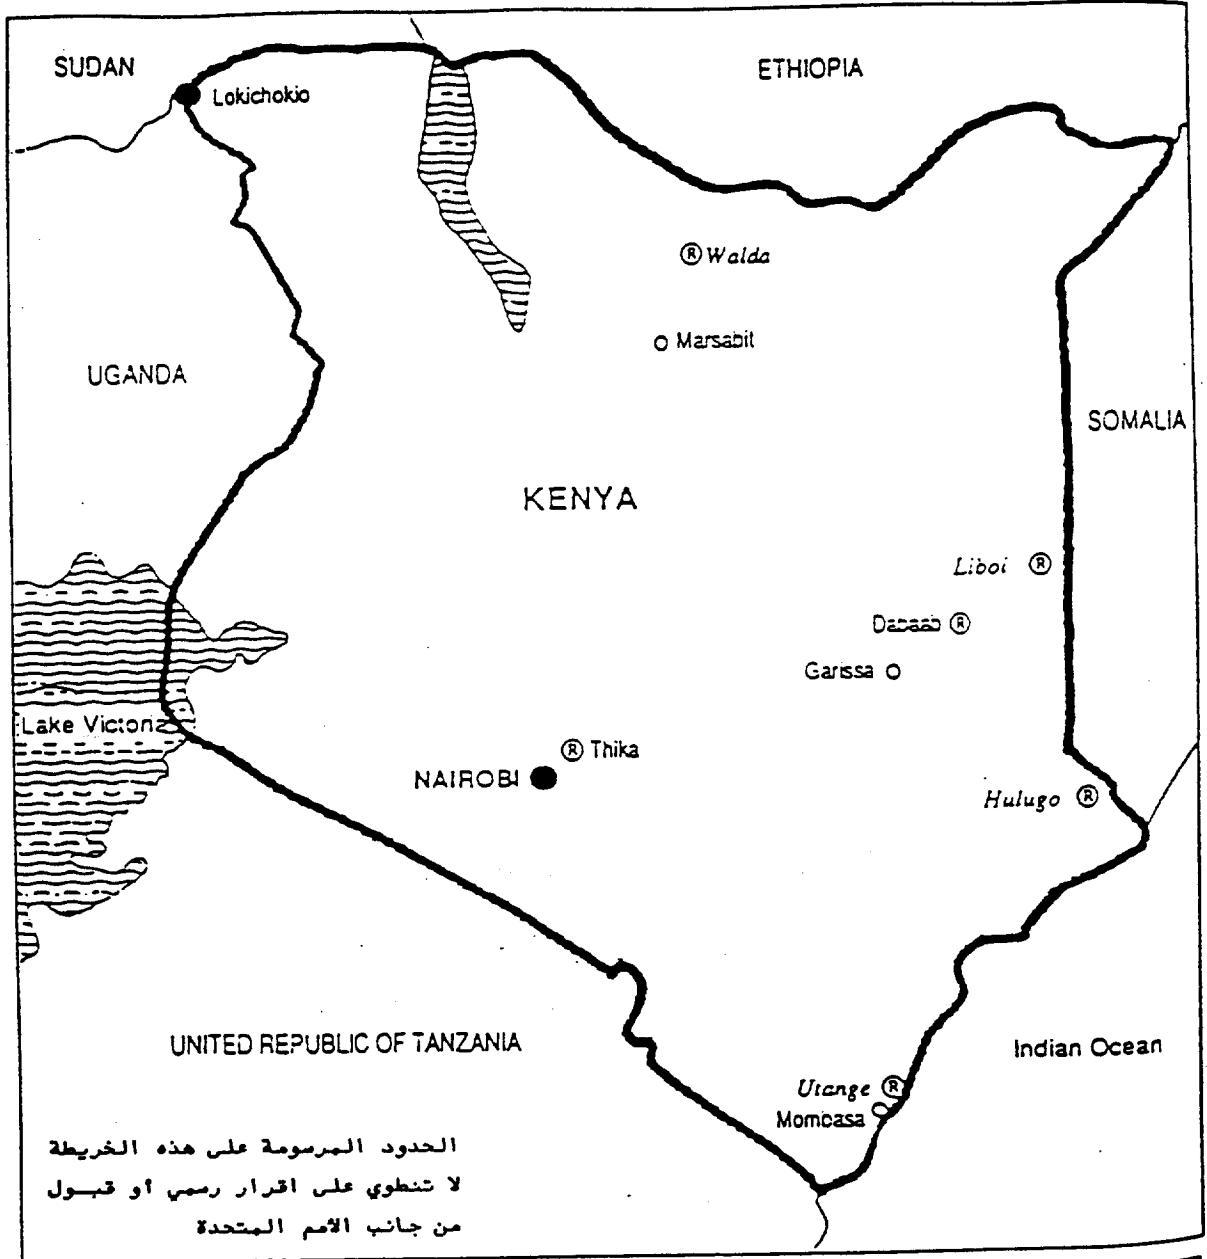 SUDAN
ETHIOPIA
Lokichokio
Ⓡ Walda
Marsabit
UGANDA
SOMALIA
KENYA
Liboi Ⓡ
Dadaab Ⓡ
Garissa
Lake Victoria
Ⓡ Thika
NAIROBI
Hulugo Ⓡ
UNITED REPUBLIC OF TANZANIA
Indian Ocean
Utange Ⓡ
Mombasa
الحدود المرسومة على هذه الخريطة
لا تنطوي على اقرار رسمي أو قبول
من جانب الأمم المتحدة